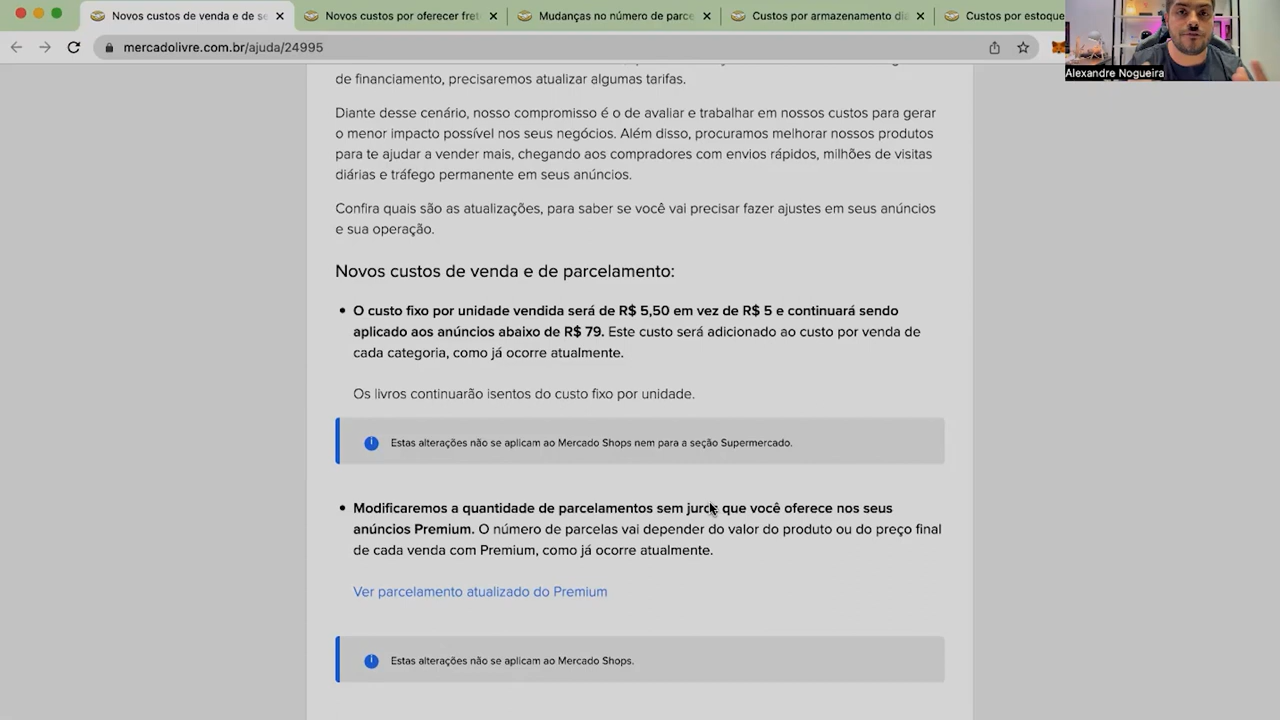 Novos custos de venda e de se
Novos custos por oferecer fret
Mudanças no número de parce
Custos por armazenamento di
Custos por estoque
mercadolivre.com.br/ajuda/24995
Alexandre Nogueira
de financiamento, precisaremos atualizar algumas tarifas.
Diante desse cenário, nosso compromisso é o de avaliar e trabalhar em nossos custos para gerar
o menor impacto possível nos seus negócios. Além disso, procuramos melhorar nossos produtos
para te ajudar a vender mais, chegando aos compradores com envios rápidos, milhões de visitas
diárias e tráfego permanente em seus anúncios.
Confira quais são as atualizações, para saber se você vai precisar fazer ajustes em seus anúncios
e sua operação.
Novos custos de venda e de parcelamento:
O custo fixo por unidade vendida será de R$ 5,50 em vez de R$ 5 e continuará sendo
aplicado aos anúncios abaixo de R$ 79. Este custo será adicionado ao custo por venda de
cada categoria, como já ocorre atualmente.
Os livros continuarão isentos do custo fixo por unidade.
Estas alterações não se aplicam ao Mercado Shops nem para a seção Supermercado.
Modificaremos a quantidade de parcelamentos sem juros que você oferece nos seus
anúncios Premium. O número de parcelas vai depender do valor do produto ou do preço final
de cada venda com Premium, como já ocorre atualmente.
Ver parcelamento atualizado do Premium
Estas alterações não se aplicam ao Mercado Shops.